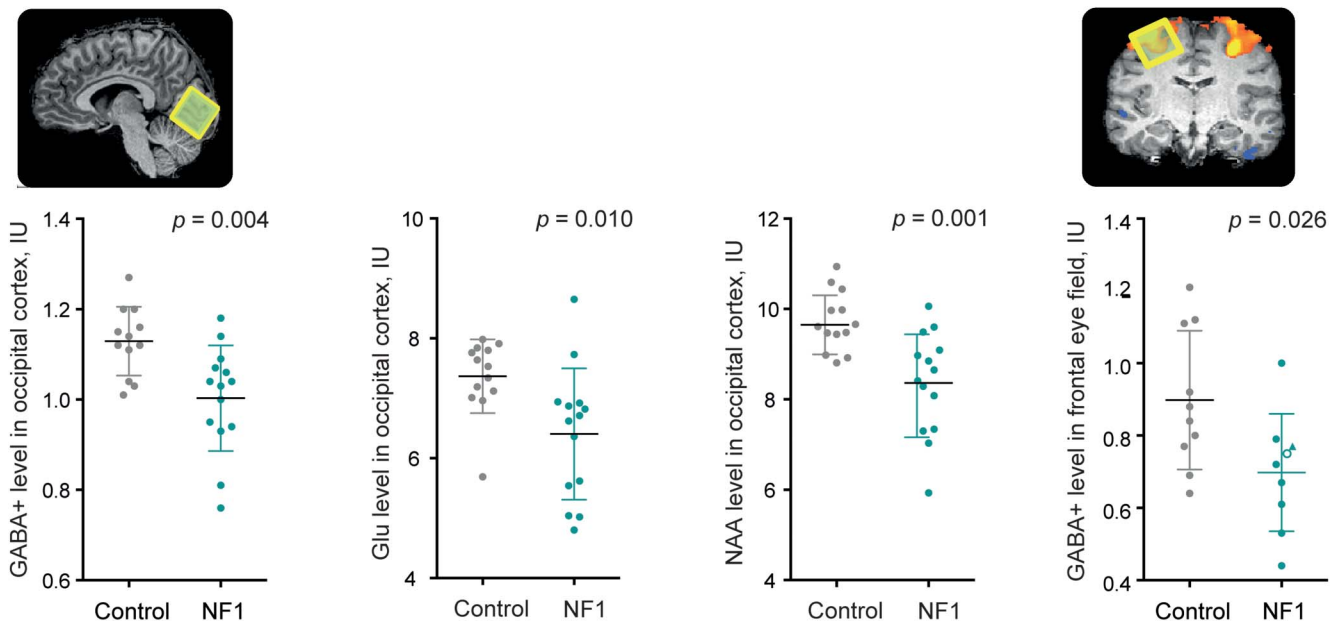 GABA+ level in occipital cortex, IU
1.4
1.2
1.0
0.8
0.6
p = 0.004
Control
NF1
Glu level in occipital cortex, IU
10
8
6
4
p = 0.010
Control
NF1
NAA level in occipital cortex, IU
12
10
8
6
4
p = 0.001
Control
NF1
GABA+ level in frontal eye field, IU
1.4
1.2
1.0
0.8
0.6
0.4
p = 0.026
Control
NF1